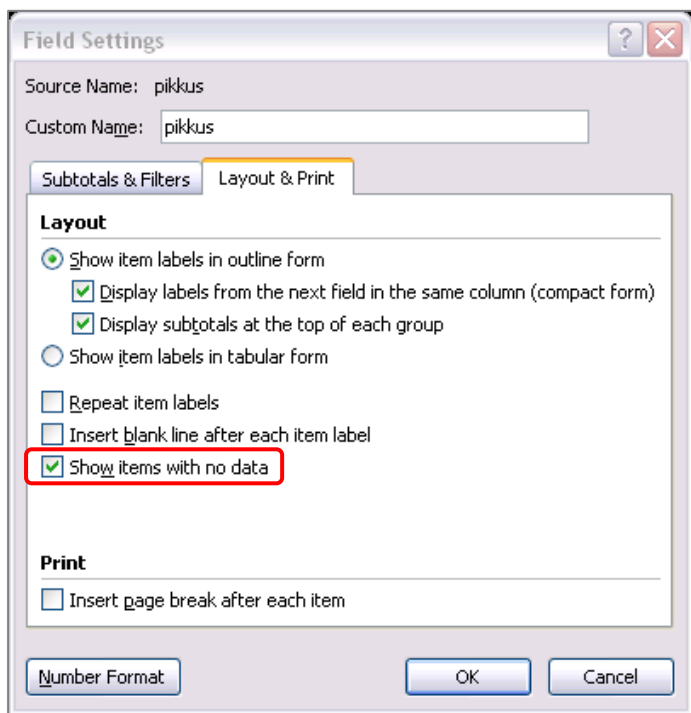 Field Settings
?
Source Name: pikkus
Custom Name: pikkus
Subtotals & Filters Layout & Print
Layout
Show item labels in outline form
Display labels from the next field in the same column (compact form)
Display subtotals at the top of each group
Show item labels in tabular form
Repeat item labels
Insert blank line after each item label
Show items with no data
Print
Insert page break after each item
Number Format OK Cancel